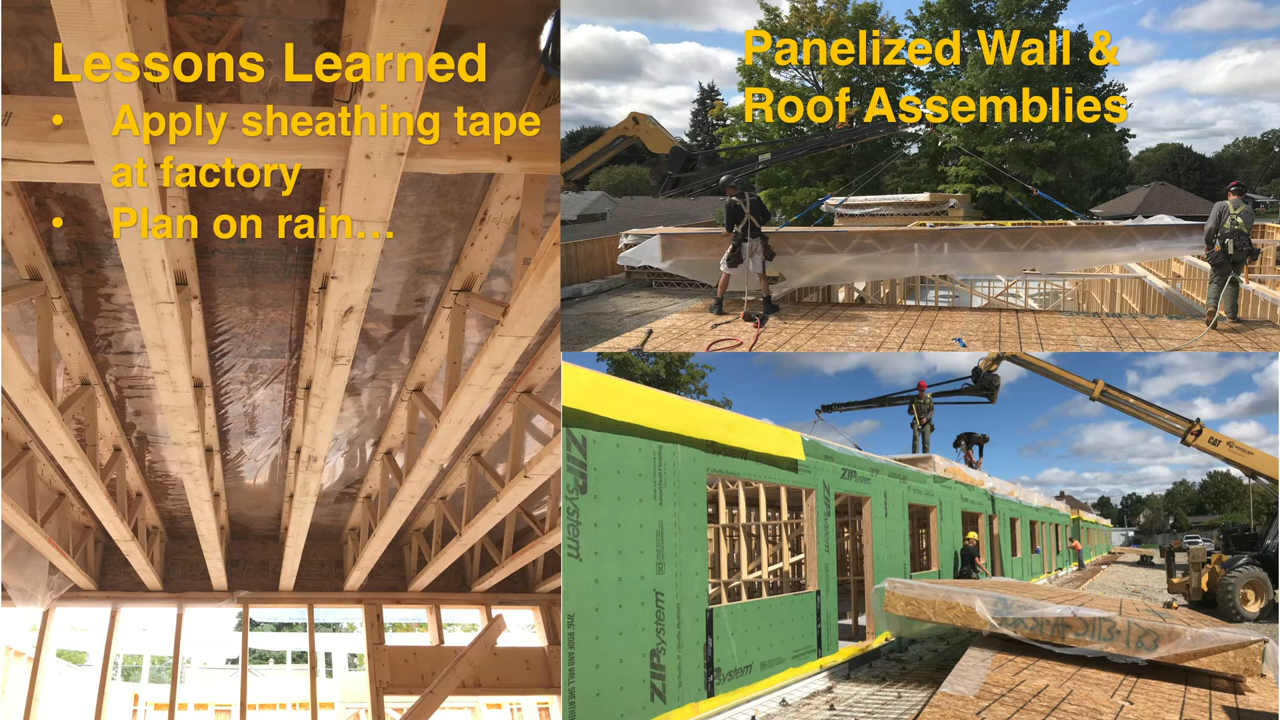 Lessons Learned
• Apply sheathing tape
at factory
• Plan on rain…
Panelized Wall &
Roof Assemblies
ZIPsystem
ZIPsystem
ZIPsystem
ZIPsystem
ZIPsystem
CAT